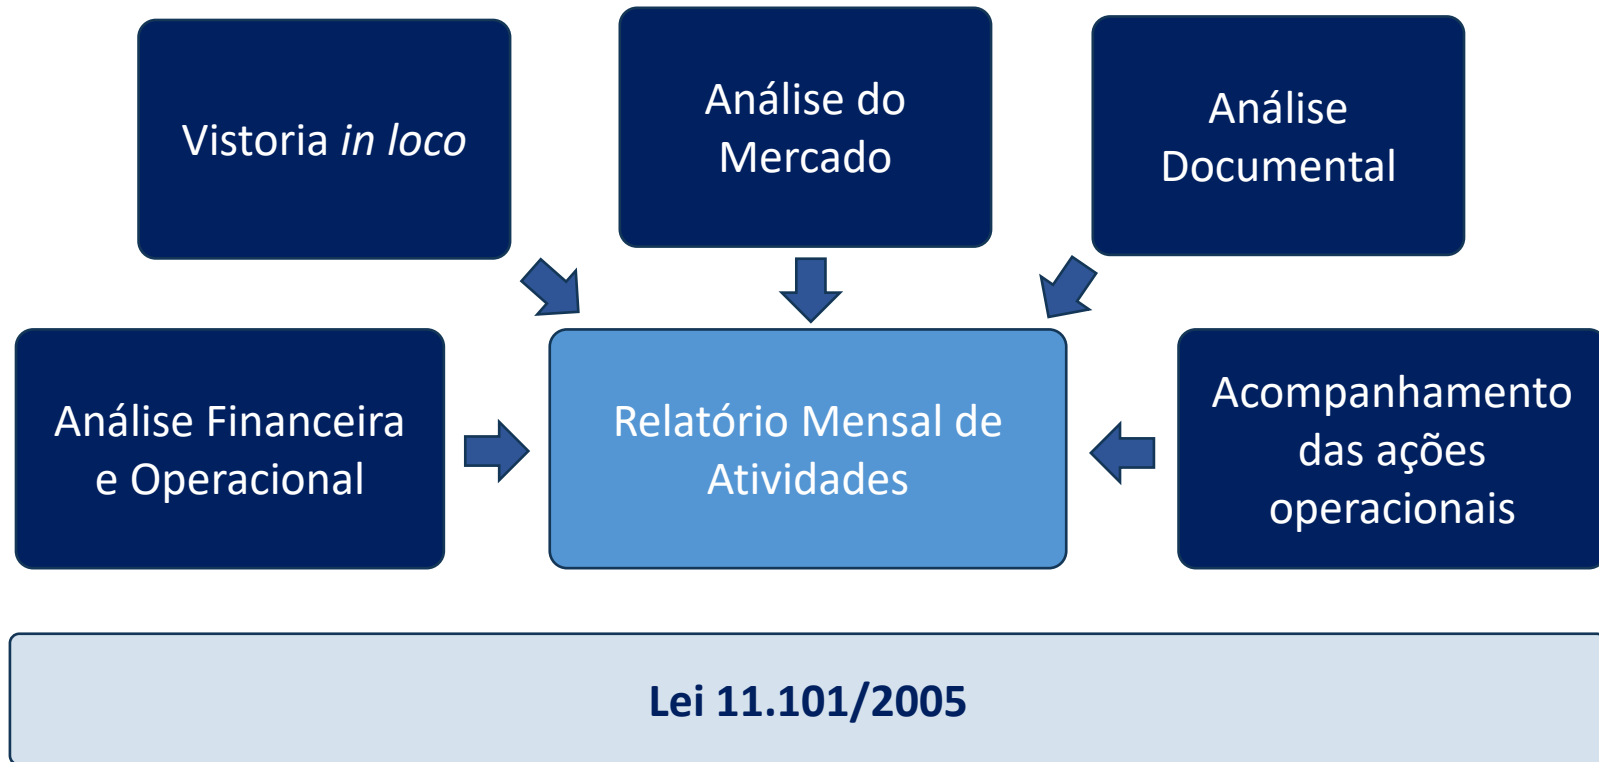 Vistoria in loco
Análise do
Mercado
Análise
Documental
Análise Financeira
e Operacional
Relatório Mensal de
Atividades
Acompanhamento
das ações
operacionais
Lei 11.101/2005